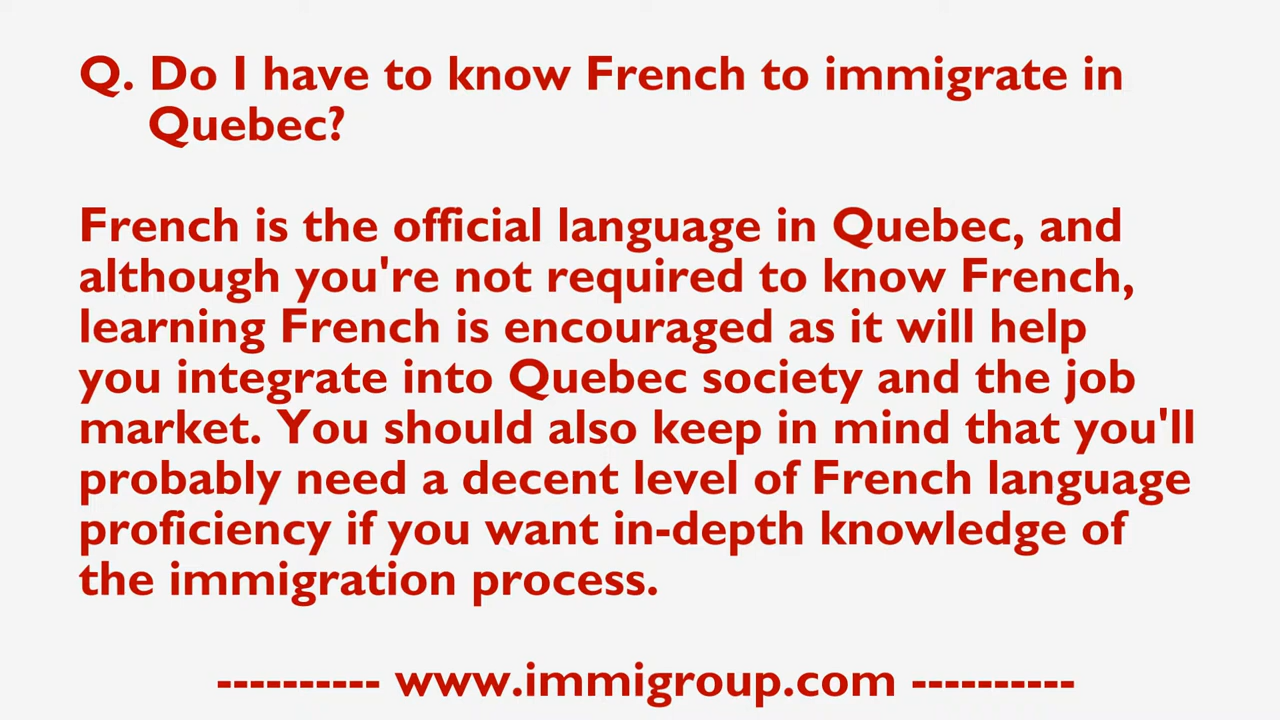 Q. Do I have to know French to immigrate in
Quebec?
French is the official language in Quebec, and
although you're not required to know French,
learning French is encouraged as it will help
you integrate into Quebec society and the job
market. You should also keep in mind that you'll
probably need a decent level of French language
proficiency if you want in-depth knowledge of
the immigration process.
---------- www.immigroup.com ----------